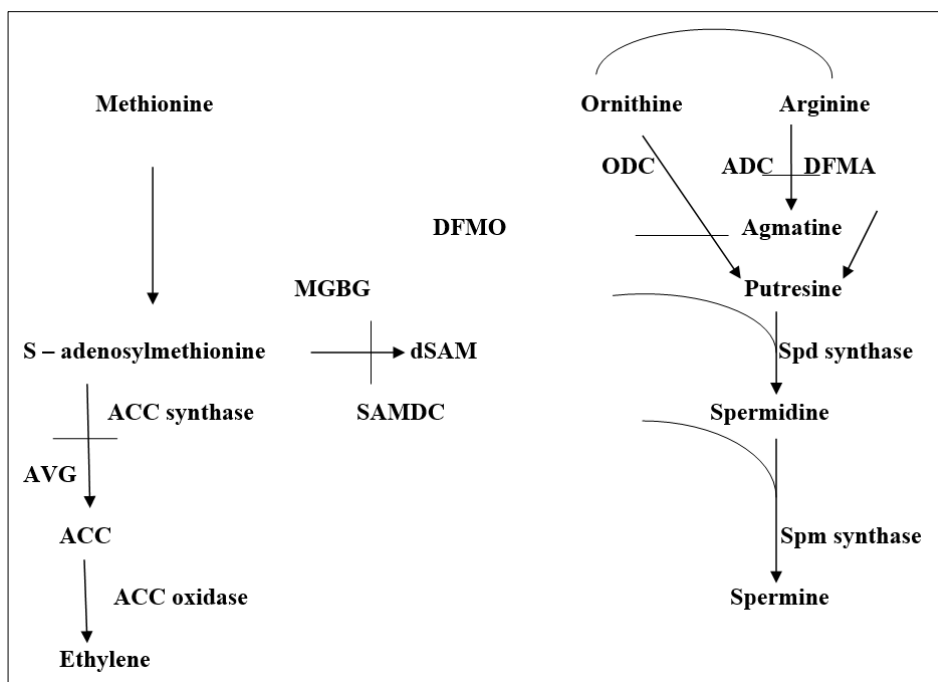 Methionine Ornithine Arginine
ODC ADC DFMA
DFMO Agmatine
MGBG Putresine
S – adenosylmethionine dSAM Spd synthase
ACC synthase SAMDC Spermidine
AVG
ACC Spm synthase
ACC oxidase Spermine
Ethylene